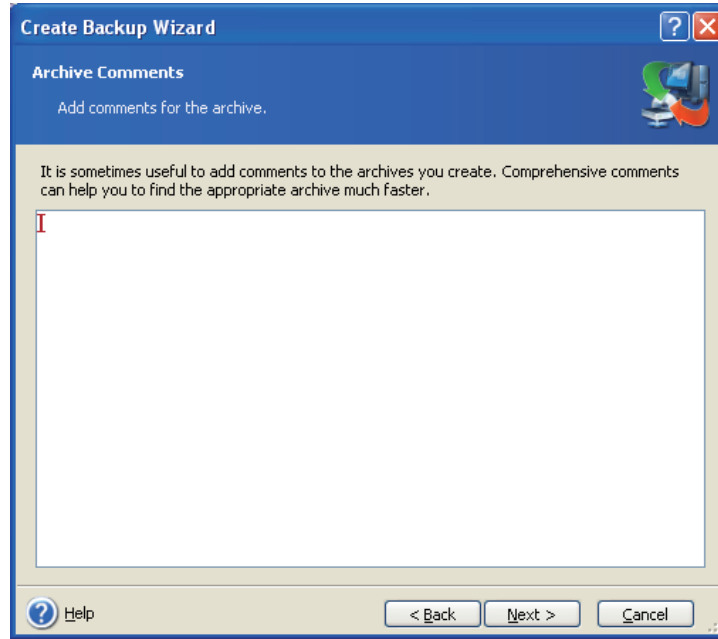 Create Backup Wizard
Archive Comments
Add comments for the archive.
It is sometimes useful to add comments to the archives you create. Comprehensive comments
can help you to find the appropriate archive much faster.
Help
< Back
Next >
Cancel